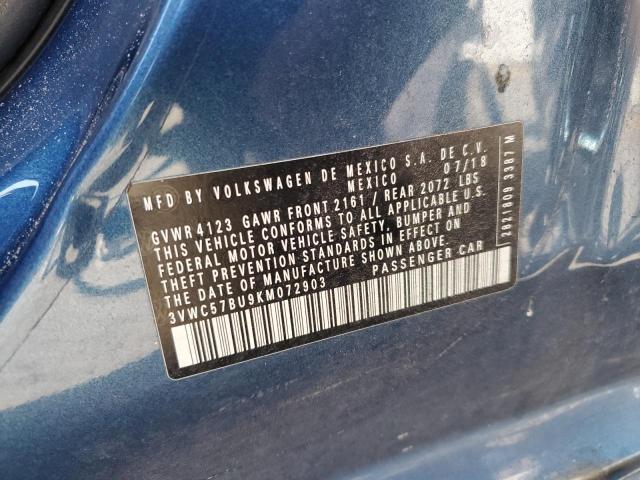 MFD BY VOLKSWAGEN DE MEXICO S.A. DE C.V.
MEXICO 07/18
GVWR 4123 GAWR FRONT 2161 / REAR 2072 LBS
THIS VEHICLE CONFORMS TO ALL APPLICABLE U.S.
FEDERAL MOTOR VEHICLE SAFETY, BUMPER AND
THEFT PREVENTION STANDARDS IN EFFECT ON
THE DATE OF MANUFACTURE SHOWN ABOVE.
3VWC57BU9KM072903 PASSENGER CAR
2821809 3387 M